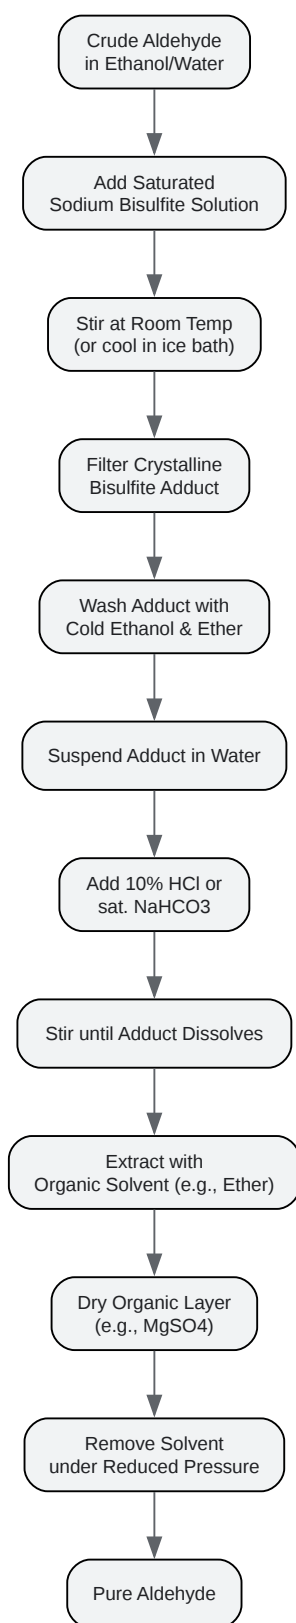 Crude Aldehyde
in Ethanol/Water
Add Saturated
Sodium Bisulfite Solution
Stir at Room Temp
(or cool in ice bath)
Filter Crystalline
Bisulfite Adduct
Wash Adduct with
Cold Ethanol & Ether
Suspend Adduct in Water
Add 10% HCl or
sat. NaHCO3
Stir until Adduct Dissolves
Extract with
Organic Solvent (e.g., Ether)
Dry Organic Layer
(e.g., MgSO4)
Remove Solvent
under Reduced Pressure
Pure Aldehyde